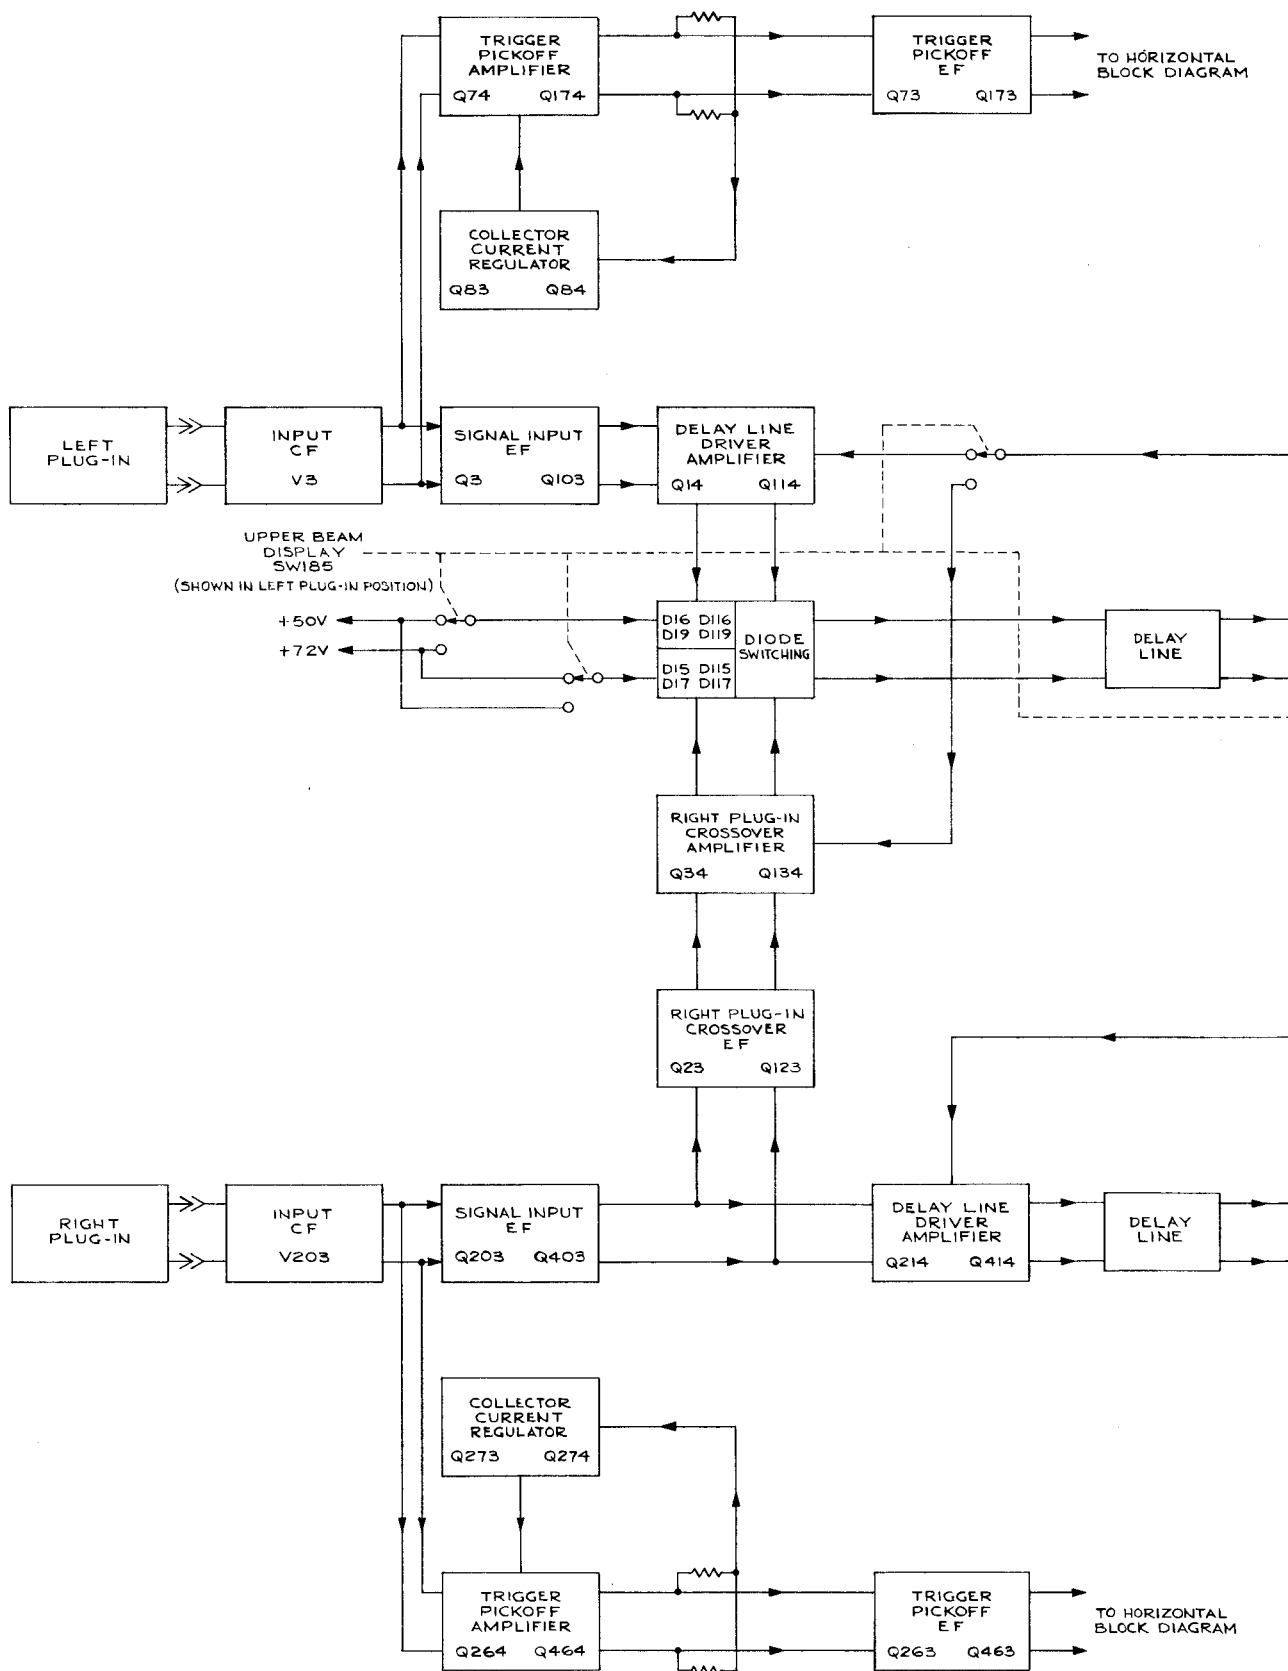 TRIGGER
PICKOFF
AMPLIFIER
Q74 Q174
TRIGGER
PICKOFF
EF
Q73 Q173
TO HORIZONTAL
BLOCK DIAGRAM
COLLECTOR
CURRENT
REGULATOR
Q83 Q84
LEFT
PLUG-IN
INPUT
CF
V3
SIGNAL INPUT
EF
Q3 Q103
DELAY LINE
DRIVER
AMPLIFIER
Q14 Q114
UPPER BEAM
DISPLAY
SW185
(SHOWN IN LEFT PLUG-IN POSITION)
+50V
+72V
D16 D116
D19 D119
D15 D115
D17 D117
DIODE
SWITCHING
DELAY
LINE
RIGHT PLUG-IN
CROSSOVER
AMPLIFIER
Q34 Q134
RIGHT PLUG-IN
CROSSOVER
EF
Q23 Q123
RIGHT
PLUG-IN
INPUT
CF
V203
SIGNAL INPUT
EF
Q203 Q403
DELAY LINE
DRIVER
AMPLIFIER
Q214 Q414
DELAY
LINE
COLLECTOR
CURRENT
REGULATOR
Q273 Q274
TRIGGER
PICKOFF
AMPLIFIER
Q264 Q464
TRIGGER
PICKOFF
EF
Q263 Q463
TO HORIZONTAL
BLOCK DIAGRAM